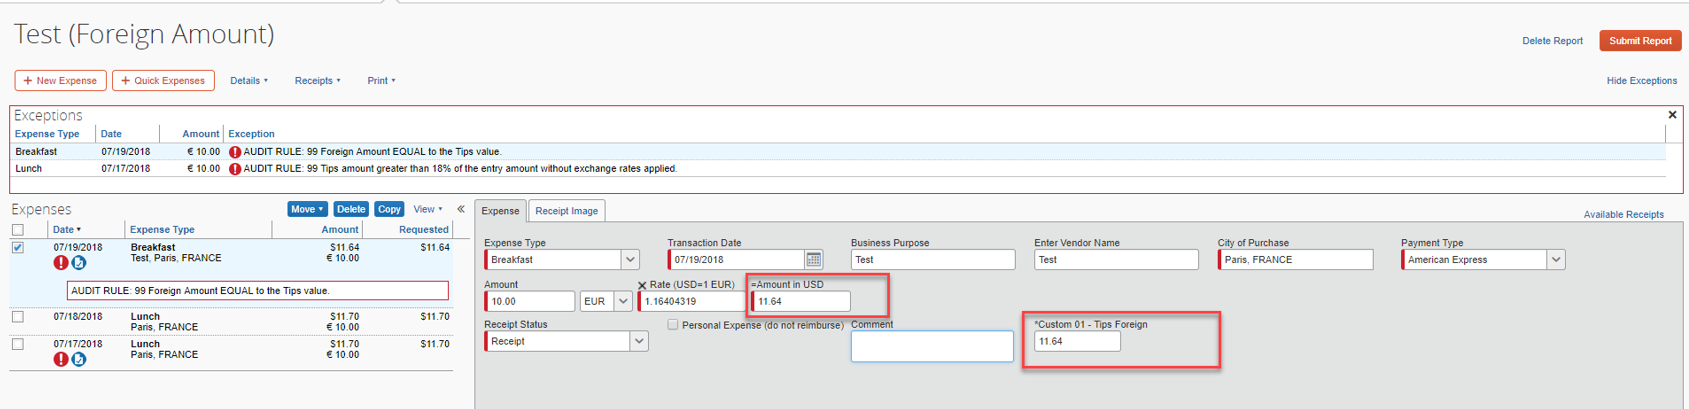 Test (Foreign Amount)
Delete Report Submit Report
+ New Expense + Quick Expenses Details ▾ Receipts ▾ Print ▾ Hide Exceptions
Exceptions
Expense Type Date Amount Exception
Breakfast 07/19/2018 € 10.00 AUDIT RULE: 99 Foreign Amount EQUAL to the Tips value.
Lunch 07/17/2018 € 10.00 AUDIT RULE: 99 Tips amount greater than 18% of the entry amount without exchange rates applied.
Expenses Move ▾ Delete Copy View ▾ «
Date ▾ Expense Type Amount Requested
07/19/2018 Breakfast $11.64 $11.64
Test, Paris, FRANCE € 10.00
AUDIT RULE: 99 Foreign Amount EQUAL to the Tips value.
07/18/2018 Lunch $11.70 $11.70
Paris, FRANCE € 10.00
07/17/2018 Lunch $11.70 $11.70
Paris, FRANCE € 10.00
Expense Receipt Image Available Receipts
Expense Type Transaction Date Business Purpose Enter Vendor Name City of Purchase Payment Type
Breakfast 07/19/2018 Test Test Paris, FRANCE American Express
Amount Rate (USD=1 EUR) =Amount in USD
10.00 EUR 1.16404319 11.64
Receipt Status Personal Expense (do not reimburse) Comment *Custom 01 - Tips Foreign
Receipt 11.64